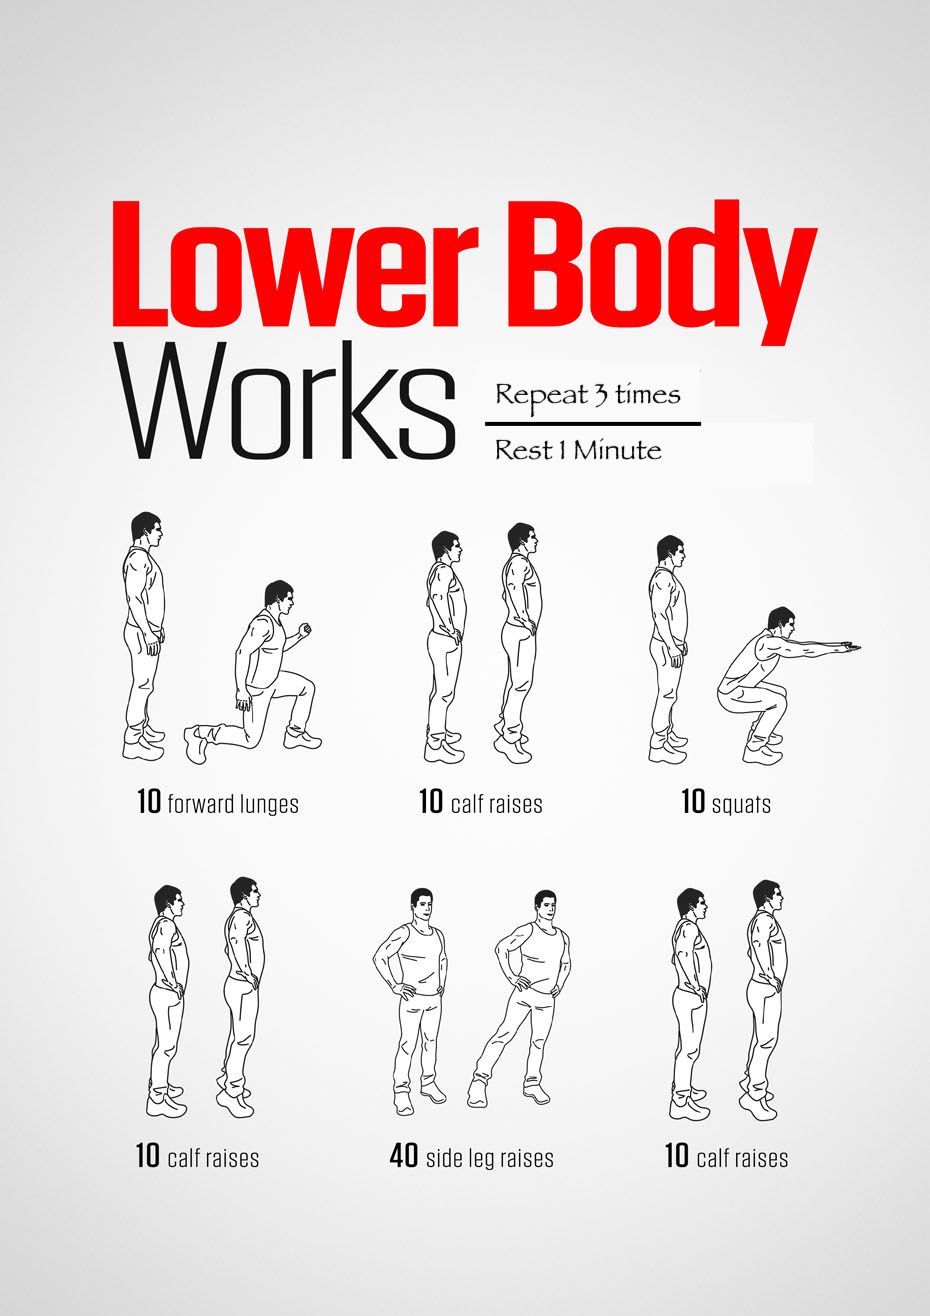 Lower Body
Works
Repeat 3 times
Rest 1 Minute
10 forward lunges
10 calf raises
10 squats
10 calf raises
40 side leg raises
10 calf raises